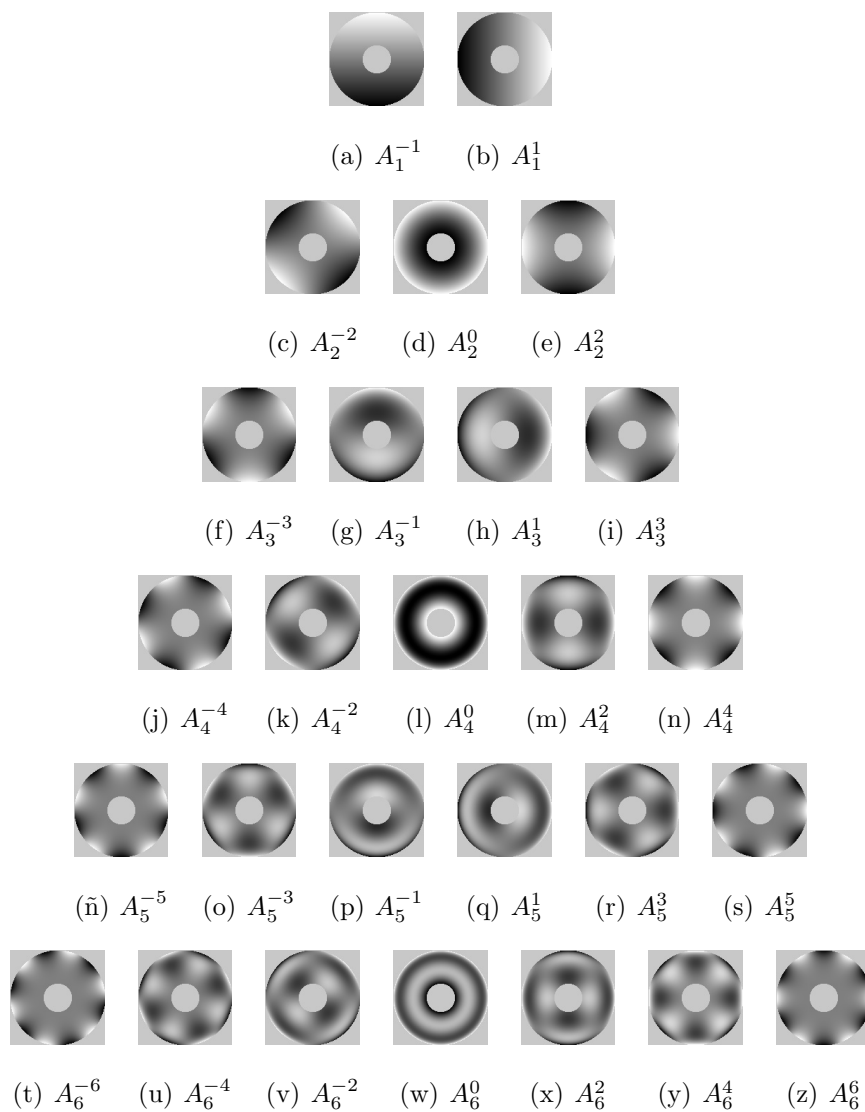 (a) $A_1^{-1}$ (b) $A_1^1$
(c) $A_2^{-2}$ (d) $A_2^0$ (e) $A_2^2$
(f) $A_3^{-3}$ (g) $A_3^{-1}$ (h) $A_3^1$ (i) $A_3^3$
(j) $A_4^{-4}$ (k) $A_4^{-2}$ (l) $A_4^0$ (m) $A_4^2$ (n) $A_4^4$
(ñ) $A_5^{-5}$ (o) $A_5^{-3}$ (p) $A_5^{-1}$ (q) $A_5^1$ (r) $A_5^3$ (s) $A_5^5$
(t) $A_6^{-6}$ (u) $A_6^{-4}$ (v) $A_6^{-2}$ (w) $A_6^0$ (x) $A_6^2$ (y) $A_6^4$ (z) $A_6^6$